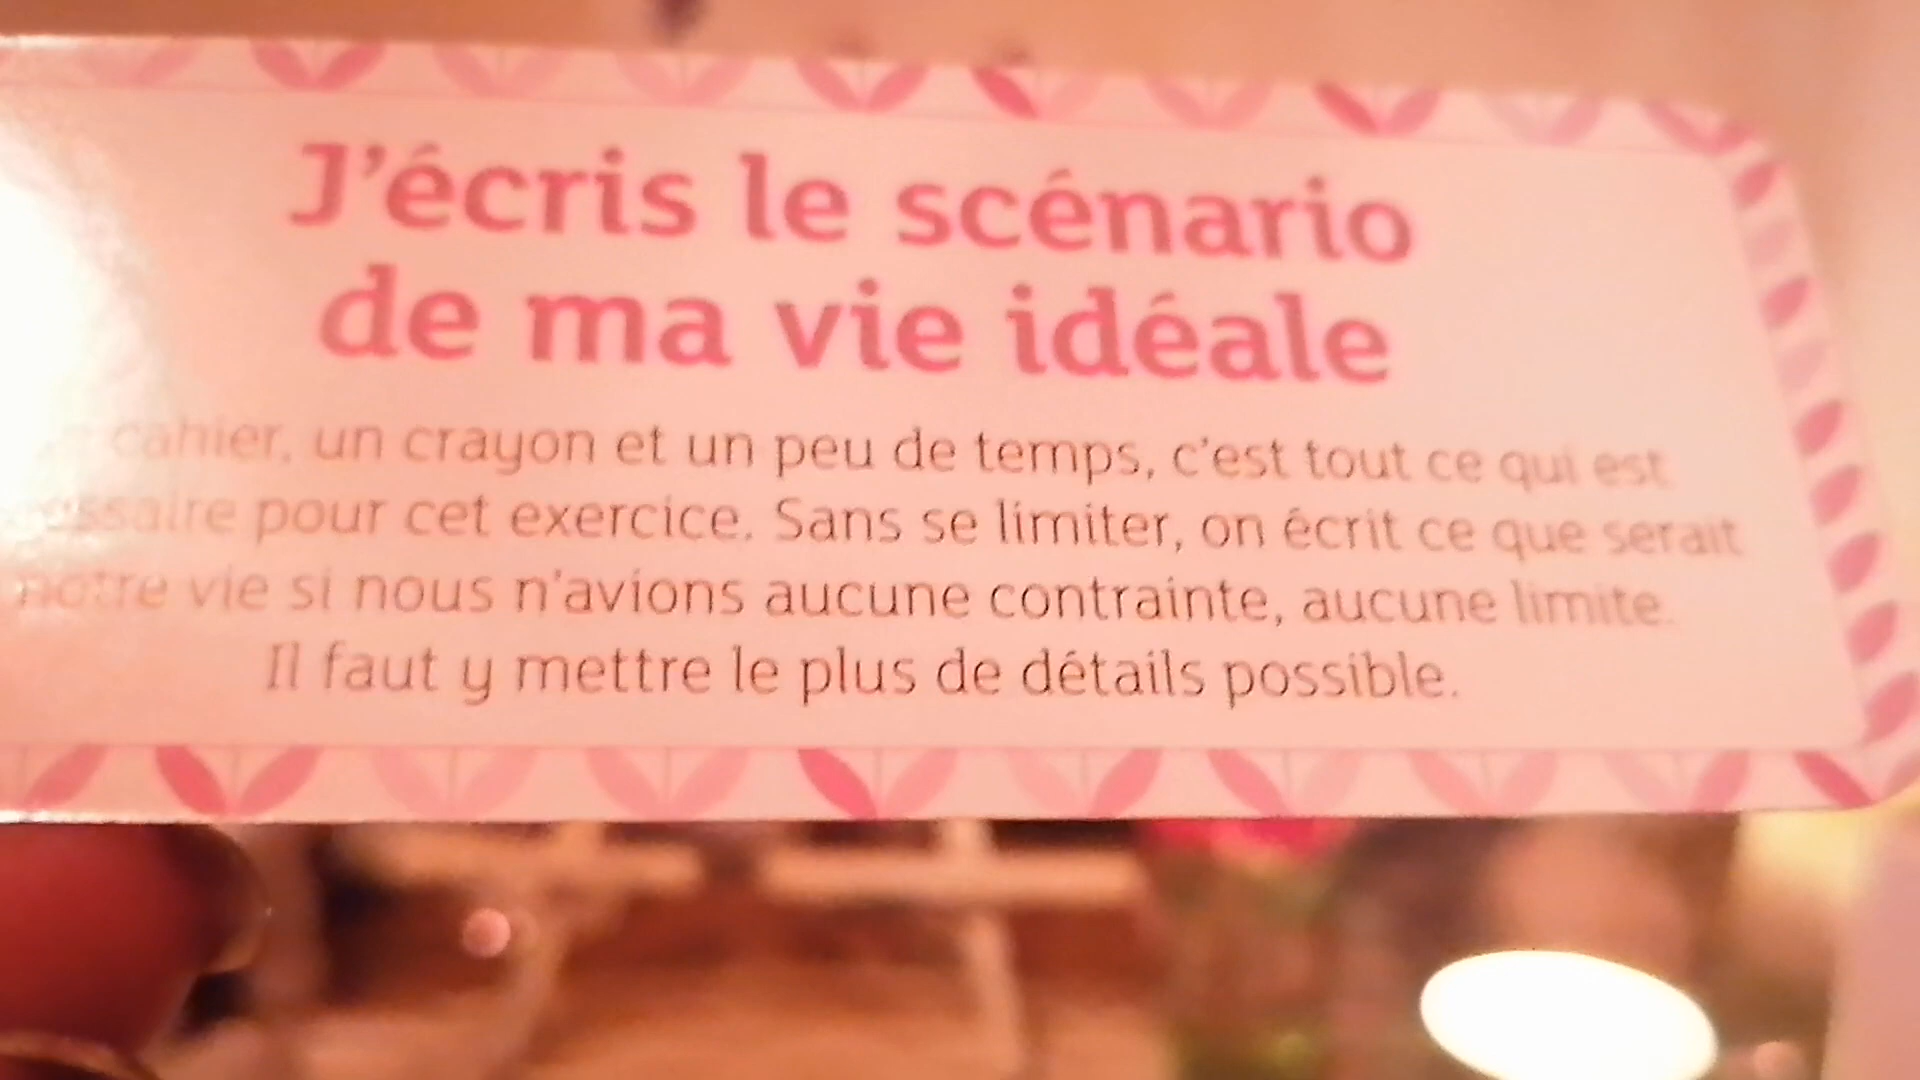 J'écris le scénario
de ma vie idéale
cahier, un crayon et un peu de temps, c'est tout ce qui est
pour cet exercice. Sans se limiter, on écrit ce que serait
notre vie si nous n'avions aucune contrainte, aucune limite.
Il faut y mettre le plus de détails possible.